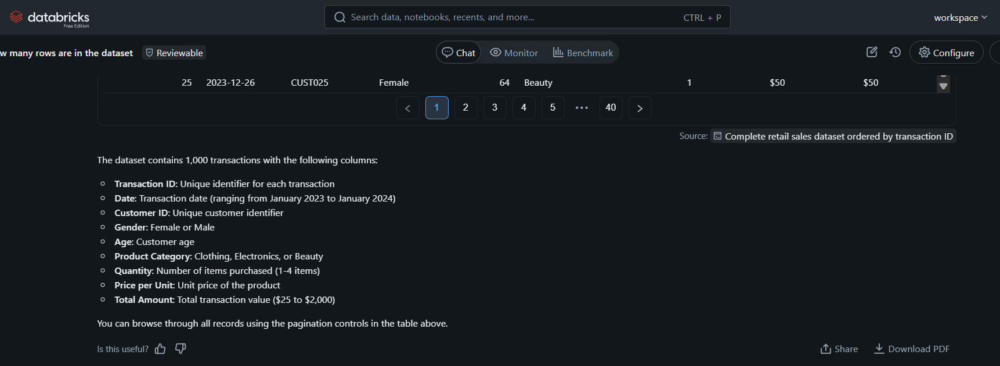 databricks
Free Edition
Search data, notebooks, recents, and more...
CTRL + P
workspace
w many rows are in the dataset
Reviewable
Chat
Monitor
Benchmark
Configure
25 2023-12-26 CUST025 Female 64 Beauty 1 $50 $50
< 1 2 3 4 5 ••• 40 >
Source: Complete retail sales dataset ordered by transaction ID
The dataset contains 1,000 transactions with the following columns:
Transaction ID: Unique identifier for each transaction
Date: Transaction date (ranging from January 2023 to January 2024)
Customer ID: Unique customer identifier
Gender: Female or Male
Age: Customer age
Product Category: Clothing, Electronics, or Beauty
Quantity: Number of items purchased (1-4 items)
Price per Unit: Unit price of the product
Total Amount: Total transaction value ($25 to $2,000)
You can browse through all records using the pagination controls in the table above.
Is this useful?
Share
Download PDF